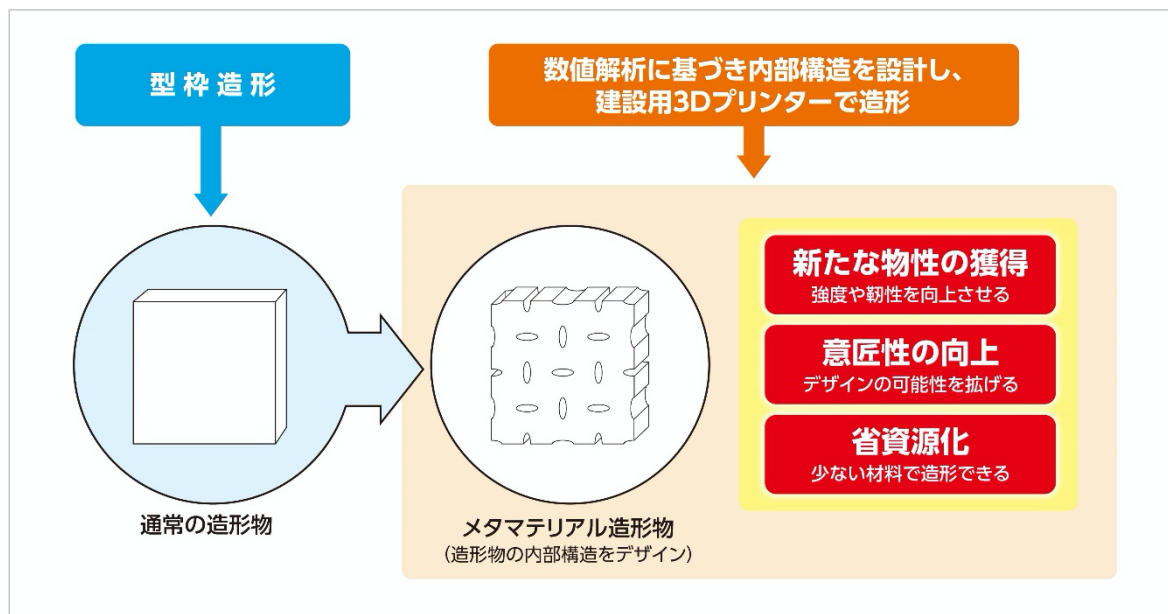 型枠造形
数値解析に基づき内部構造を設計し、
建設用3Dプリンターで造形
新たな物性の獲得
強度や靭性を向上させる
意匠性の向上
デザインの可能性を拡げる
省資源化
少ない材料で造形できる
通常の造形物
メタマテリアル造形物
(造形物の内部構造をデザイン)